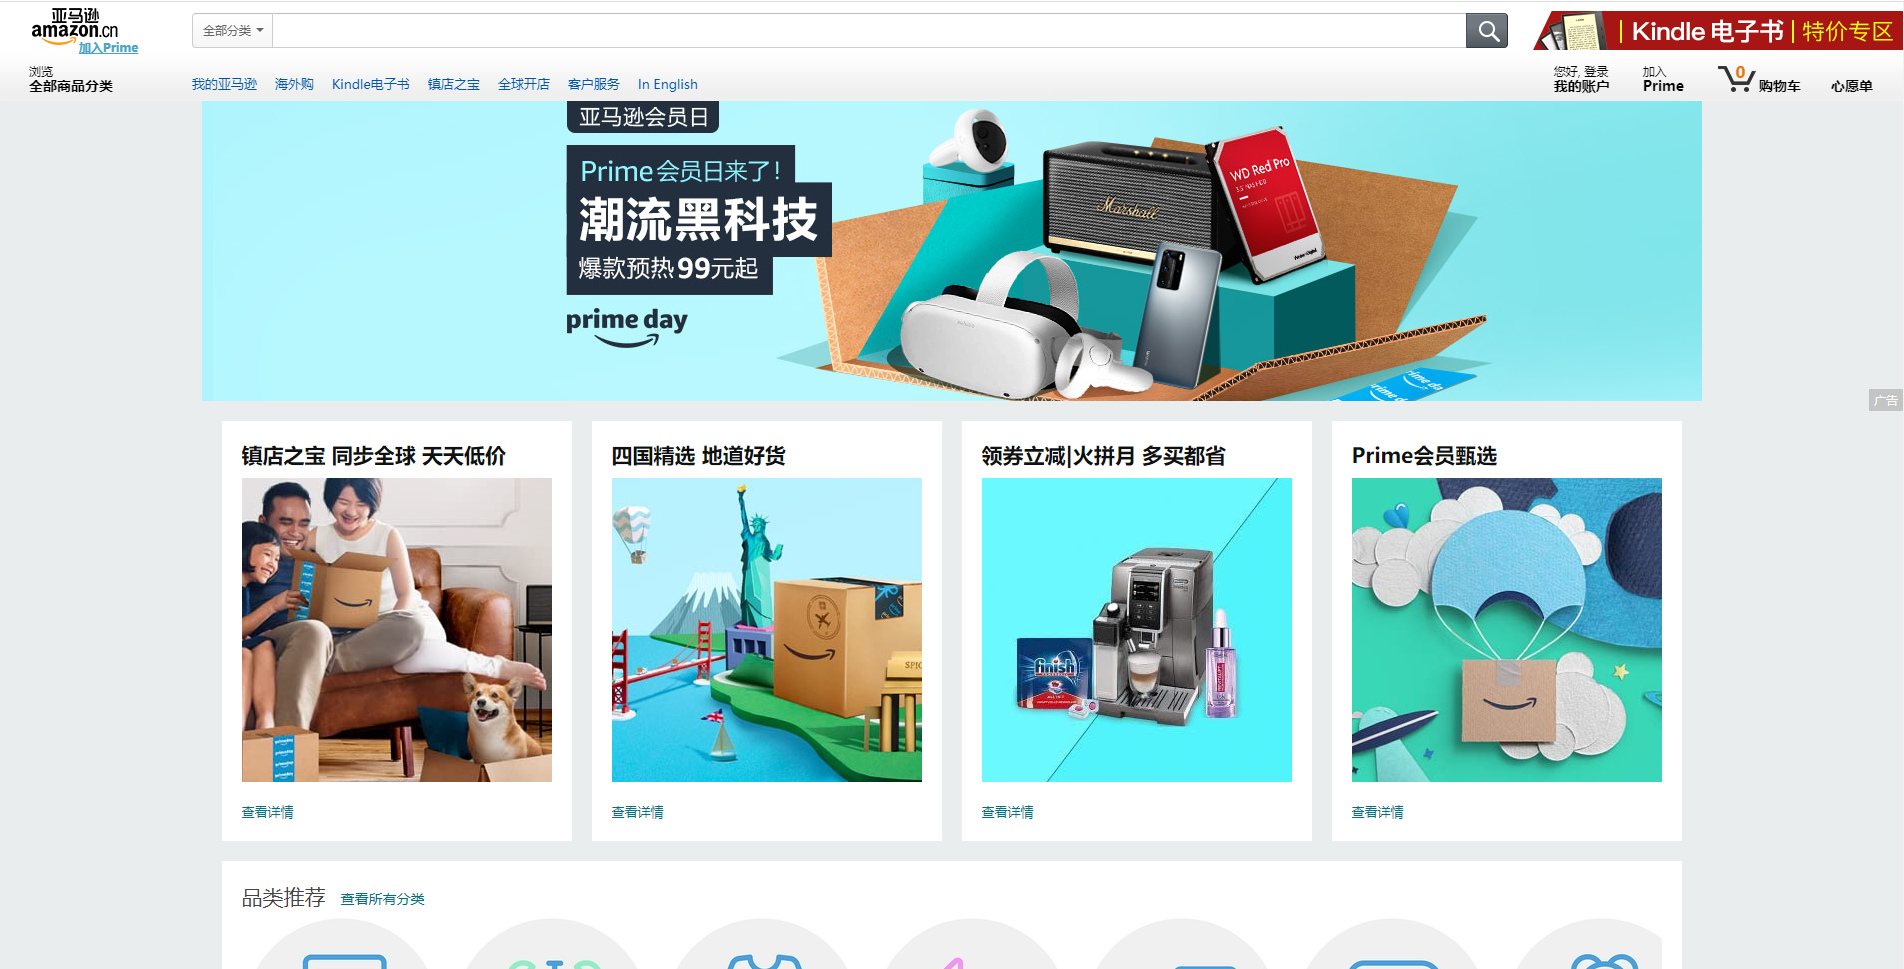 亚马逊
amazon.cn
加入Prime
全部分类
Kindle 电子书
特价专区
浏览
全部商品分类
我的亚马逊
海外购
Kindle电子书
镇店之宝
全球开店
客户服务
In English
您好, 登录
我的账户
加入
Prime
0
购物车
心愿单
亚马逊会员日
Prime会员日来了！
潮流黑科技
爆款预热99元起
prime day
Marshall
WD Red Pro
prime day
prime day
广告
镇店之宝 同步全球 天天低价
四国精选 地道好货
领券立减|火拼月 多买都省
Prime会员甄选
finish
查看详情
查看详情
查看详情
查看详情
品类推荐
查看所有分类